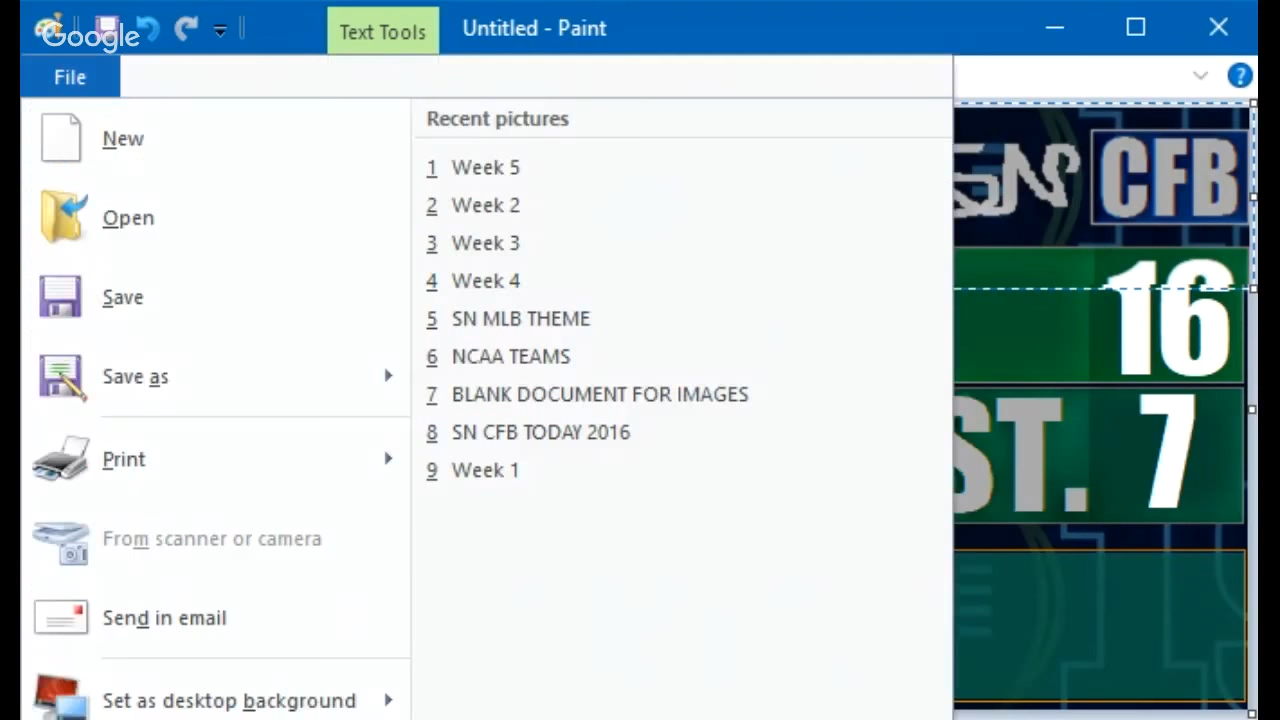 Google
Text Tools
Untitled - Paint
File
?
Recent pictures
New
1 Week 5
Open
2 Week 2
3 Week 3
Save
4 Week 4
5 SN MLB THEME
Save as
6 NCAA TEAMS
7 BLANK DOCUMENT FOR IMAGES
Print
8 SN CFB TODAY 2016
9 Week 1
From scanner or camera
Send in email
Set as desktop background
SN CFB
16
ST. 7